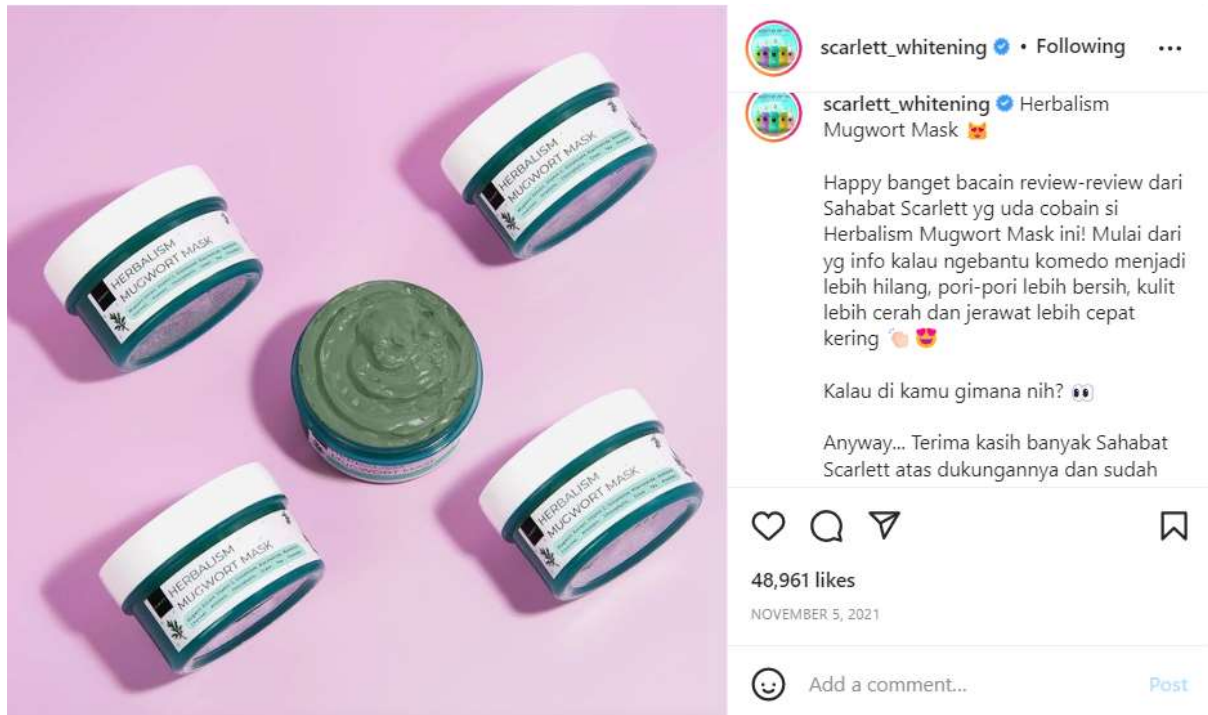 scarlett_whitening • Following
scarlett_whitening Herbalism
Mugwort Mask 😻
Happy banget bacain review-review dari
Sahabat Scarlett yg uda cobain si
Herbalism Mugwort Mask ini! Mulai dari
yg info kalau ngebantu komedo menjadi
lebih hilang, pori-pori lebih bersih, kulit
lebih cerah dan jerawat lebih cepat
kering 👏🏻 😍
Kalau di kamu gimana nih? 👀
Anyway... Terima kasih banyak Sahabat
Scarlett atas dukungannya dan sudah
48,961 likes
NOVEMBER 5, 2021
Add a comment...
Post
HERBALISM
MUGWORT MASK
HERBALISM
MUGWORT MASK
HERBALISM
MUGWORT MASK
HERBALISM
MUGWORT MASK